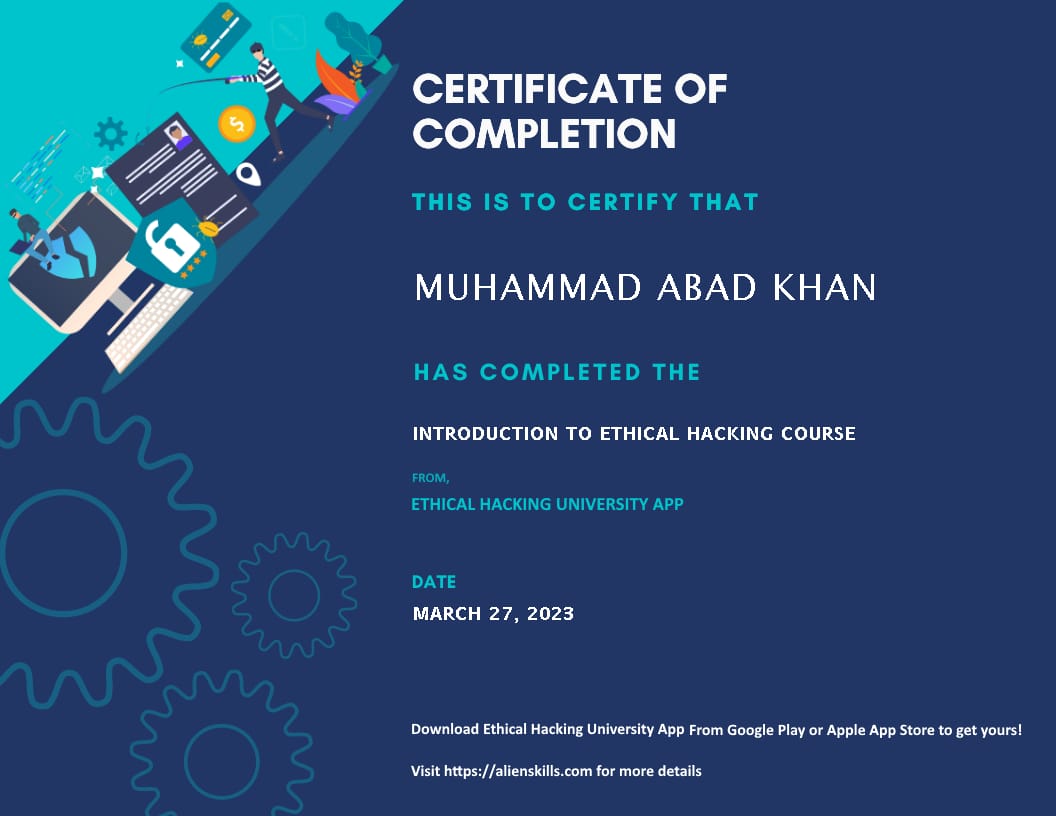 CERTIFICATE OF
COMPLETION
THIS IS TO CERTIFY THAT
MUHAMMAD ABAD KHAN
HAS COMPLETED THE
INTRODUCTION TO ETHICAL HACKING COURSE
FROM,
ETHICAL HACKING UNIVERSITY APP
DATE
MARCH 27, 2023
Download Ethical Hacking University App From Google Play or Apple App Store to get yours!
Visit https://alienskills.com for more details